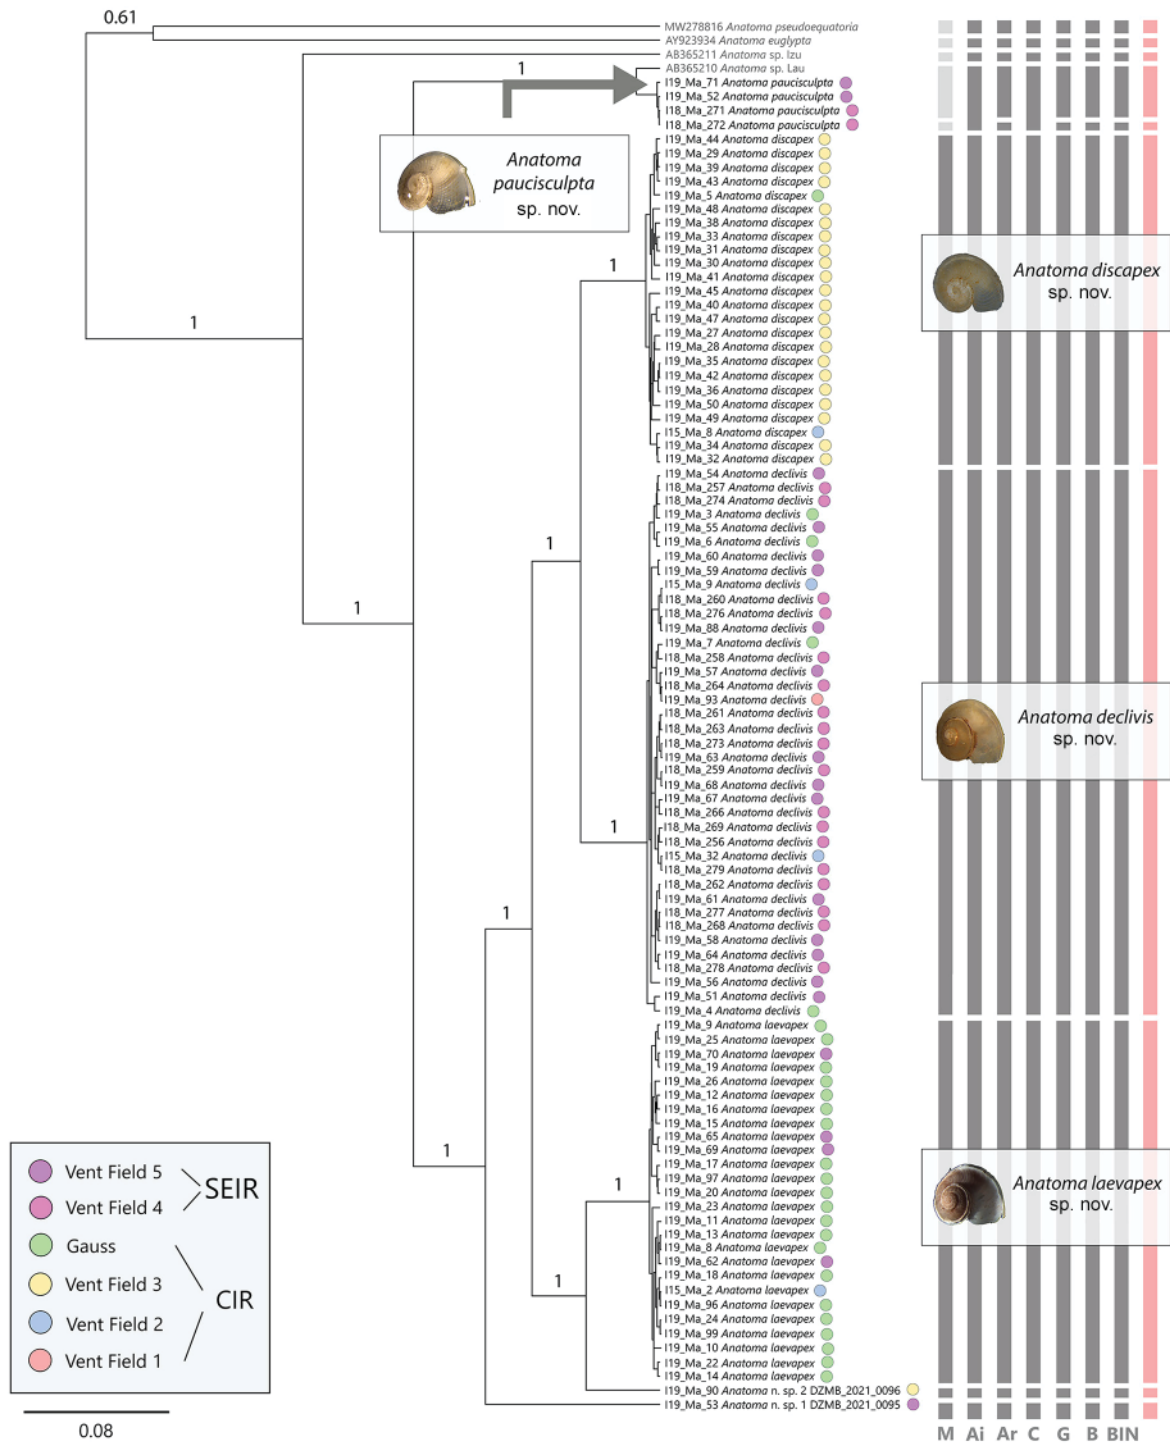 0.61
MW278816 Anatoma pseudoequatoria
AY923934 Anatoma euglypta
AB365211 Anatoma sp. Izu
AB365210 Anatoma sp. Lau
1
I19_Ma_71 Anatoma paucisculpta
I19_Ma_52 Anatoma paucisculpta
I18_Ma_271 Anatoma paucisculpta
I18_Ma_272 Anatoma paucisculpta
Anatoma
paucisculpta
sp. nov.
I19_Ma_44 Anatoma discapex
I19_Ma_29 Anatoma discapex
I19_Ma_39 Anatoma discapex
I19_Ma_43 Anatoma discapex
I19_Ma_5 Anatoma discapex
I19_Ma_48 Anatoma discapex
I19_Ma_38 Anatoma discapex
I19_Ma_33 Anatoma discapex
I19_Ma_31 Anatoma discapex
I19_Ma_30 Anatoma discapex
I19_Ma_41 Anatoma discapex
I19_Ma_45 Anatoma discapex
I19_Ma_40 Anatoma discapex
I19_Ma_47 Anatoma discapex
I19_Ma_27 Anatoma discapex
I19_Ma_28 Anatoma discapex
I19_Ma_35 Anatoma discapex
I19_Ma_42 Anatoma discapex
I19_Ma_36 Anatoma discapex
I19_Ma_50 Anatoma discapex
I19_Ma_49 Anatoma discapex
I15_Ma_8 Anatoma discapex
I19_Ma_34 Anatoma discapex
I19_Ma_32 Anatoma discapex
1
1
Anatoma discapex
sp. nov.
I19_Ma_54 Anatoma declivis
I18_Ma_257 Anatoma declivis
I18_Ma_274 Anatoma declivis
I19_Ma_3 Anatoma declivis
I19_Ma_55 Anatoma declivis
I19_Ma_6 Anatoma declivis
I19_Ma_60 Anatoma declivis
I19_Ma_59 Anatoma declivis
I15_Ma_9 Anatoma declivis
I18_Ma_260 Anatoma declivis
I18_Ma_276 Anatoma declivis
I19_Ma_88 Anatoma declivis
I19_Ma_7 Anatoma declivis
I18_Ma_258 Anatoma declivis
I19_Ma_57 Anatoma declivis
I18_Ma_264 Anatoma declivis
I19_Ma_93 Anatoma declivis
I18_Ma_261 Anatoma declivis
I18_Ma_263 Anatoma declivis
I18_Ma_273 Anatoma declivis
I19_Ma_63 Anatoma declivis
I18_Ma_259 Anatoma declivis
I19_Ma_68 Anatoma declivis
I19_Ma_67 Anatoma declivis
I18_Ma_266 Anatoma declivis
I18_Ma_269 Anatoma declivis
I18_Ma_256 Anatoma declivis
I15_Ma_32 Anatoma declivis
I18_Ma_279 Anatoma declivis
I18_Ma_262 Anatoma declivis
I19_Ma_61 Anatoma declivis
I18_Ma_277 Anatoma declivis
I18_Ma_268 Anatoma declivis
I19_Ma_58 Anatoma declivis
I19_Ma_64 Anatoma declivis
I18_Ma_278 Anatoma declivis
I19_Ma_56 Anatoma declivis
I19_Ma_51 Anatoma declivis
I19_Ma_4 Anatoma declivis
1
1
1
1
Anatoma declivis
sp. nov.
I19_Ma_9 Anatoma laevapex
I19_Ma_25 Anatoma laevapex
I19_Ma_70 Anatoma laevapex
I19_Ma_19 Anatoma laevapex
I19_Ma_26 Anatoma laevapex
I19_Ma_12 Anatoma laevapex
I19_Ma_16 Anatoma laevapex
I19_Ma_15 Anatoma laevapex
I19_Ma_65 Anatoma laevapex
I19_Ma_69 Anatoma laevapex
I19_Ma_17 Anatoma laevapex
I19_Ma_97 Anatoma laevapex
I19_Ma_20 Anatoma laevapex
I19_Ma_23 Anatoma laevapex
I19_Ma_11 Anatoma laevapex
I19_Ma_13 Anatoma laevapex
I19_Ma_8 Anatoma laevapex
I19_Ma_62 Anatoma laevapex
I19_Ma_18 Anatoma laevapex
I15_Ma_2 Anatoma laevapex
I19_Ma_96 Anatoma laevapex
I19_Ma_24 Anatoma laevapex
I19_Ma_99 Anatoma laevapex
I19_Ma_10 Anatoma laevapex
I19_Ma_22 Anatoma laevapex
I19_Ma_14 Anatoma laevapex
I19_Ma_90 Anatoma n. sp. 2 DZMB_2021_0096
I19_Ma_53 Anatoma n. sp. 1 DZMB_2021_0095
1
1
1
Anatoma laevapex
sp. nov.
Vent Field 5
SEIR
Vent Field 4
Gauss
Vent Field 3
CIR
Vent Field 2
Vent Field 1
0.08
M Ai Ar C G B BIN